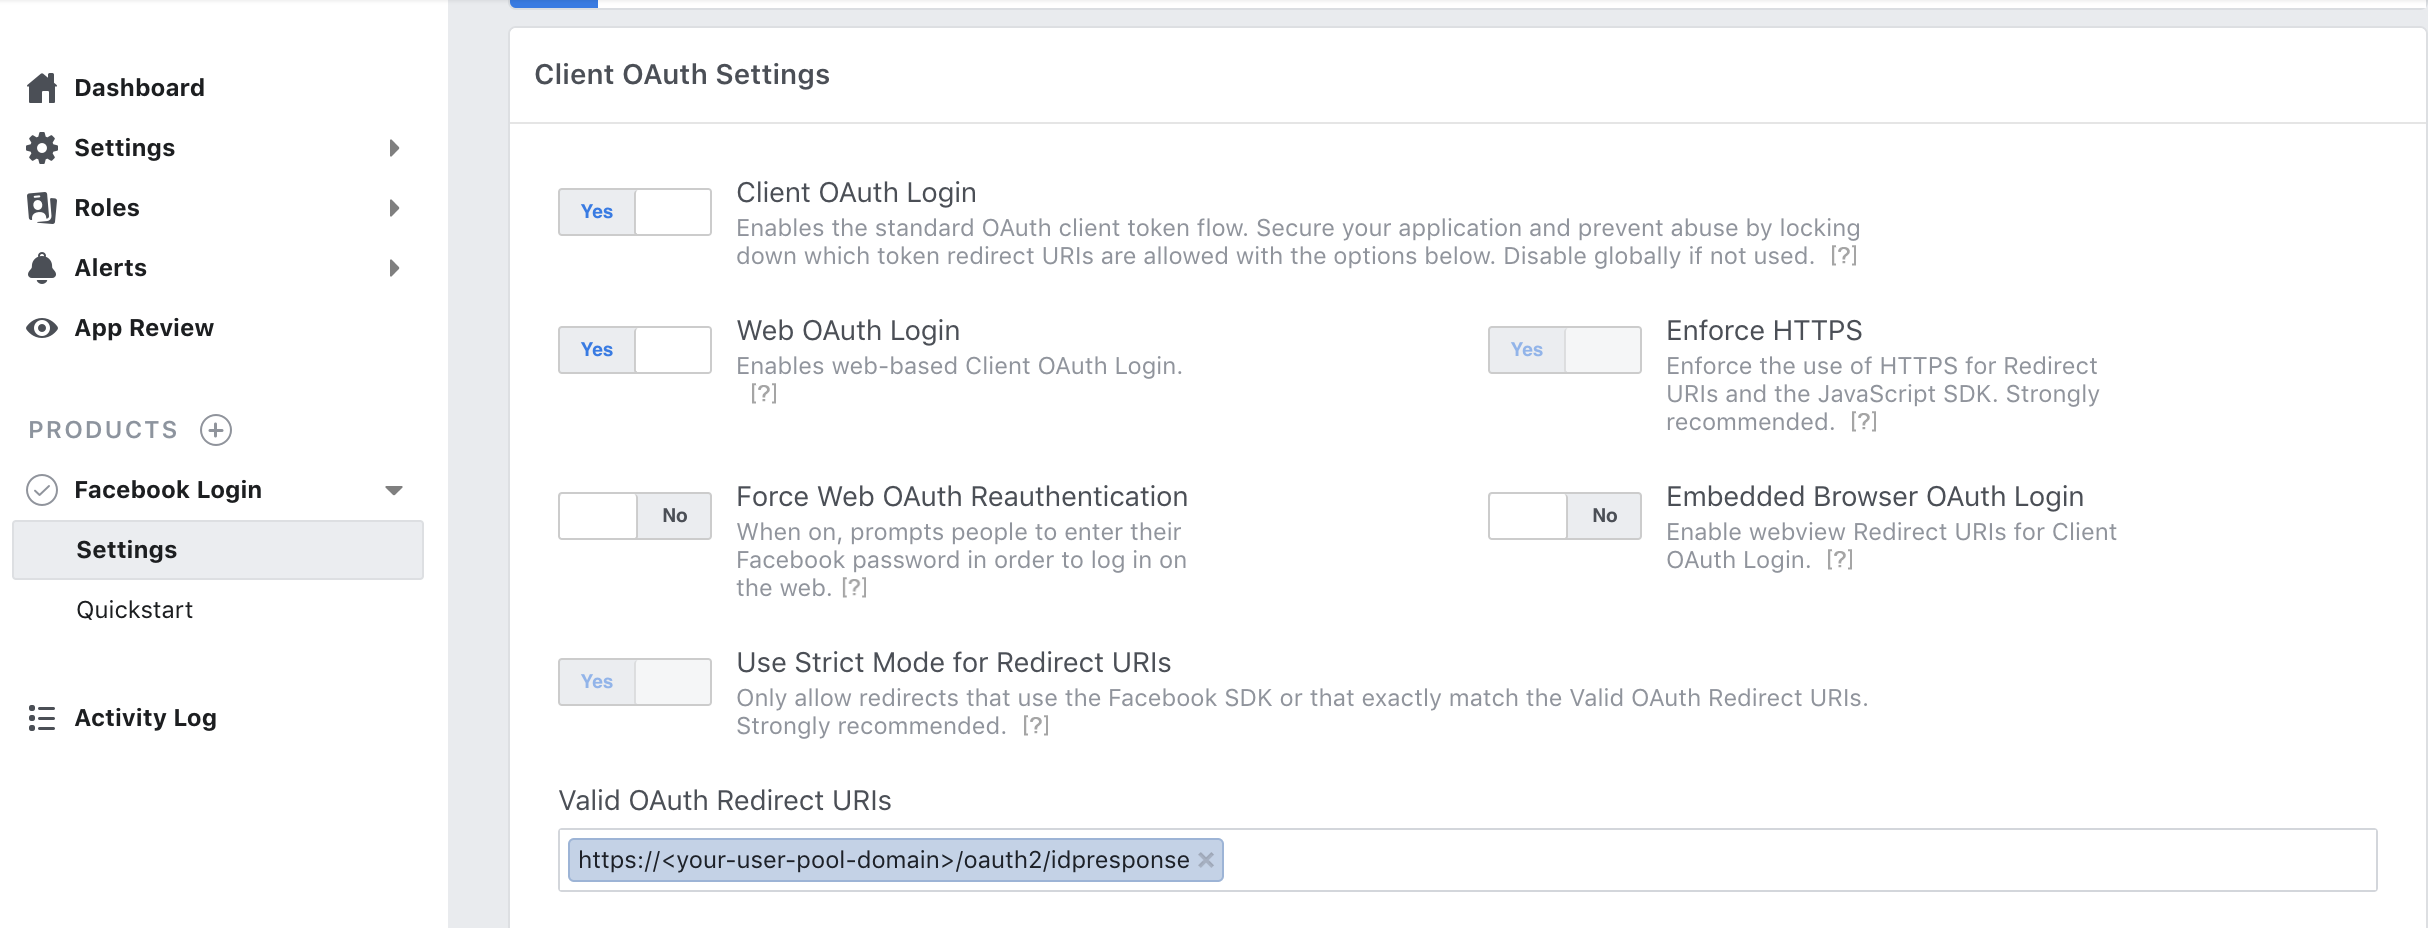 Dashboard
Settings
Roles
Alerts
App Review
PRODUCTS
Facebook Login
Settings
Quickstart
Activity Log
Client OAuth Settings
Yes
Client OAuth Login
Enables the standard OAuth client token flow. Secure your application and prevent abuse by locking
down which token redirect URIs are allowed with the options below. Disable globally if not used. [?]
Yes
Web OAuth Login
Enables web-based Client OAuth Login.
[?]
Yes
Enforce HTTPS
Enforce the use of HTTPS for Redirect
URIs and the JavaScript SDK. Strongly
recommended. [?]
No
Force Web OAuth Reauthentication
When on, prompts people to enter their
Facebook password in order to log in on
the web. [?]
No
Embedded Browser OAuth Login
Enable webview Redirect URIs for Client
OAuth Login. [?]
Yes
Use Strict Mode for Redirect URIs
Only allow redirects that use the Facebook SDK or that exactly match the Valid OAuth Redirect URIs.
Strongly recommended. [?]
Valid OAuth Redirect URIs
https://<your-user-pool-domain>/oauth2/idpresponse